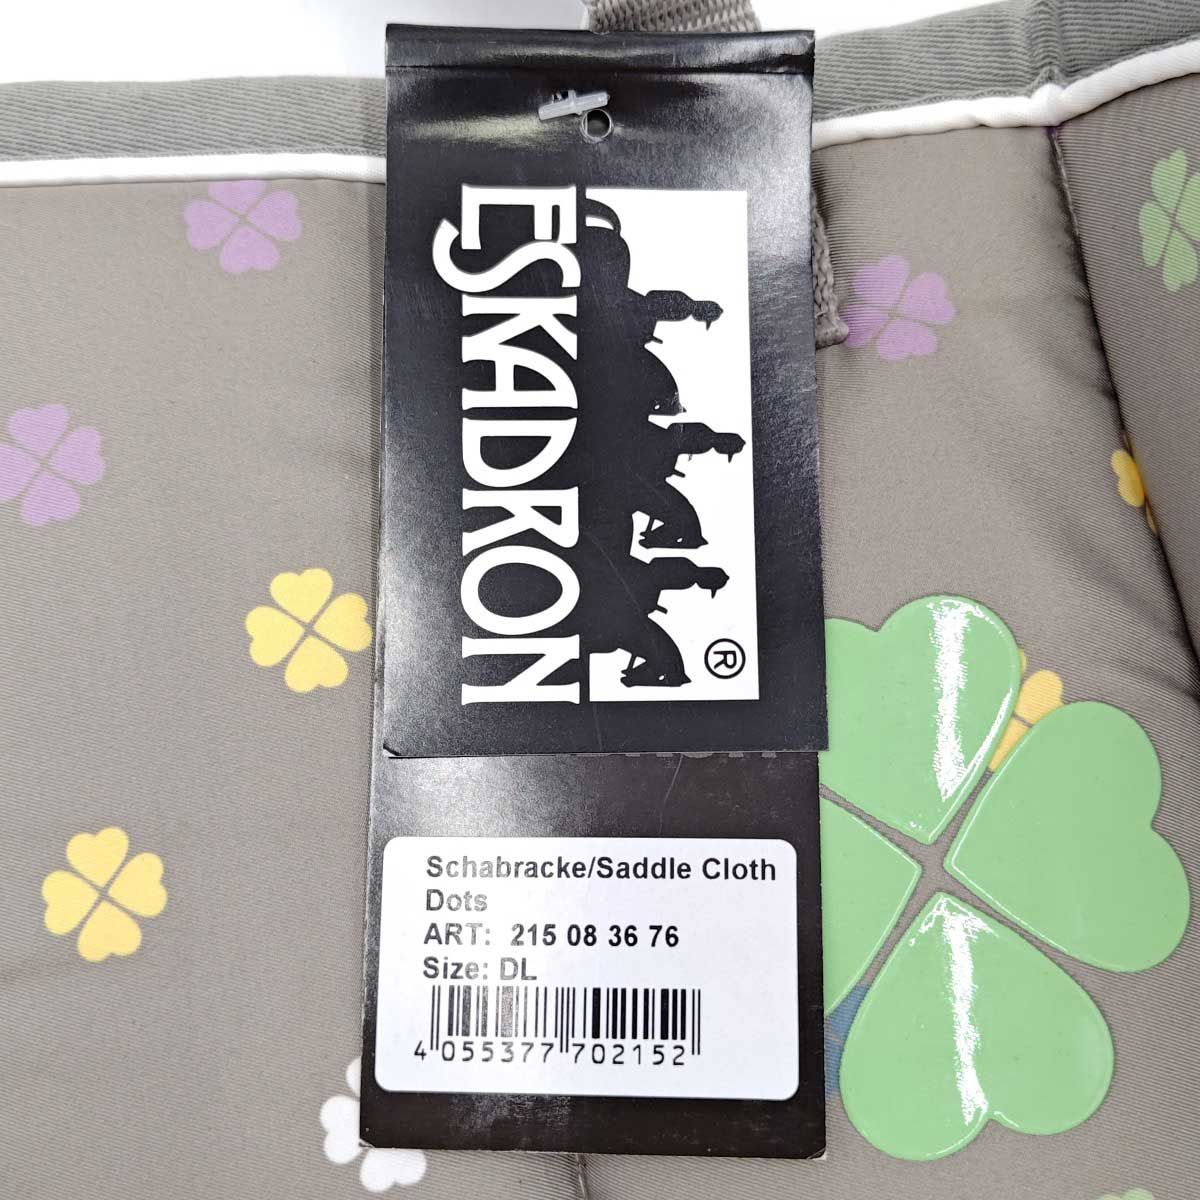 ESKADRON
®
Schabracke/Saddle Cloth
Dots
ART: 215 08 36 76
Size: DL
4 055377 702152